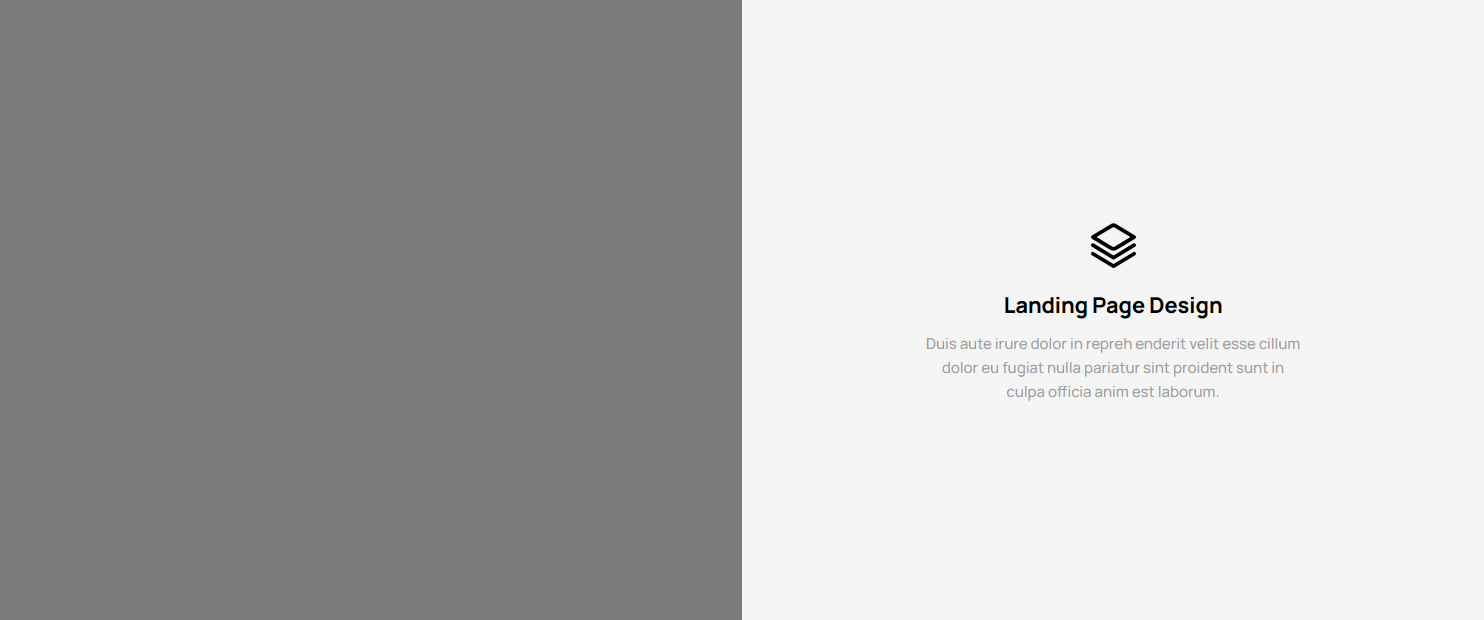 Landing Page Design
Duis aute irure dolor in repreh enderit velit esse cillum
dolor eu fugiat nulla pariatur sint proident sunt in
culpa officia anim est laborum.